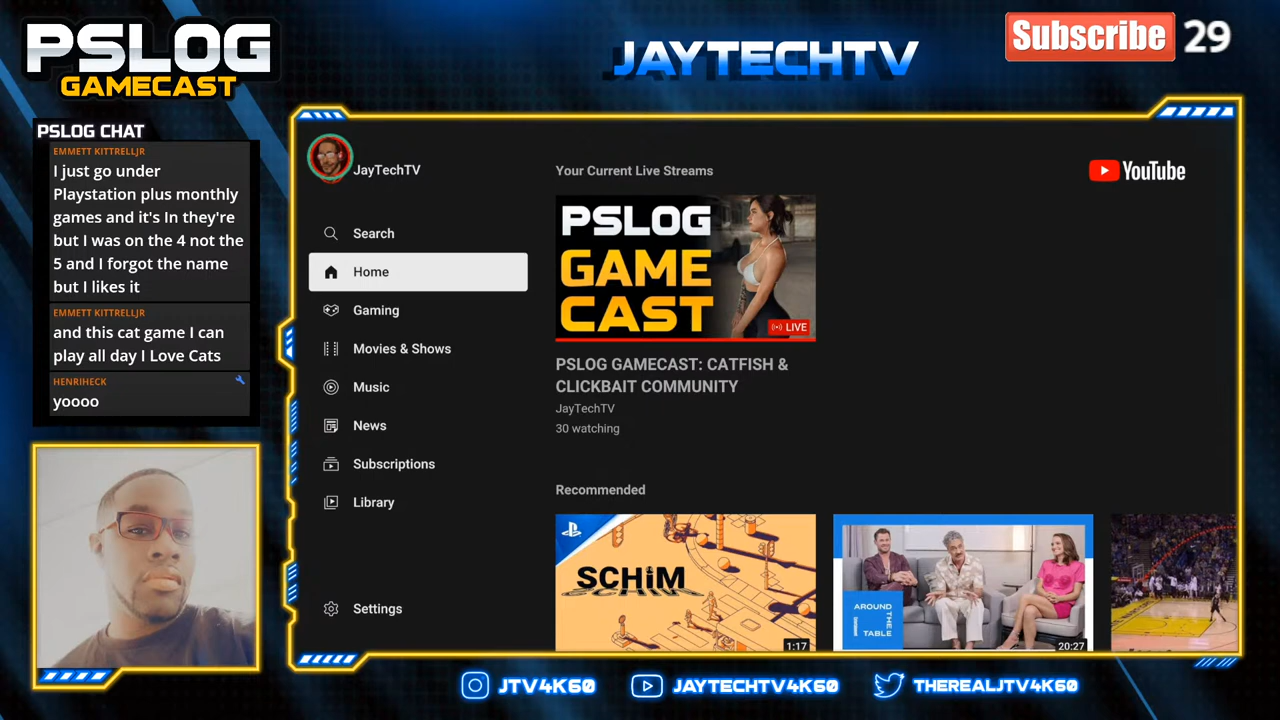 PSLOG
GAMECAST
JAYTECHTV
Subscribe 29
PSLOG CHAT
EMMETT KITTRELLJR
I just go under
Playstation plus monthly
games and it's In they're
but I was on the 4 not the
5 and I forgot the name
but I likes it
EMMETT KITTRELLJR
and this cat game I can
play all day I Love Cats
HENRIHECK
yoooo
JayTechTV
Search
Home
Gaming
Movies & Shows
Music
News
Subscriptions
Library
Settings
YouTube
Your Current Live Streams
PSLOG
GAME
CAST
LIVE
PSLOG GAMECAST: CATFISH &
CLICKBAIT COMMUNITY
JayTechTV
30 watching
Recommended
SCHiM
1:17
AROUND
THE
TABLE
20:27
JTV4K60
JAYTECHTV4K60
THEREALJTV4K60